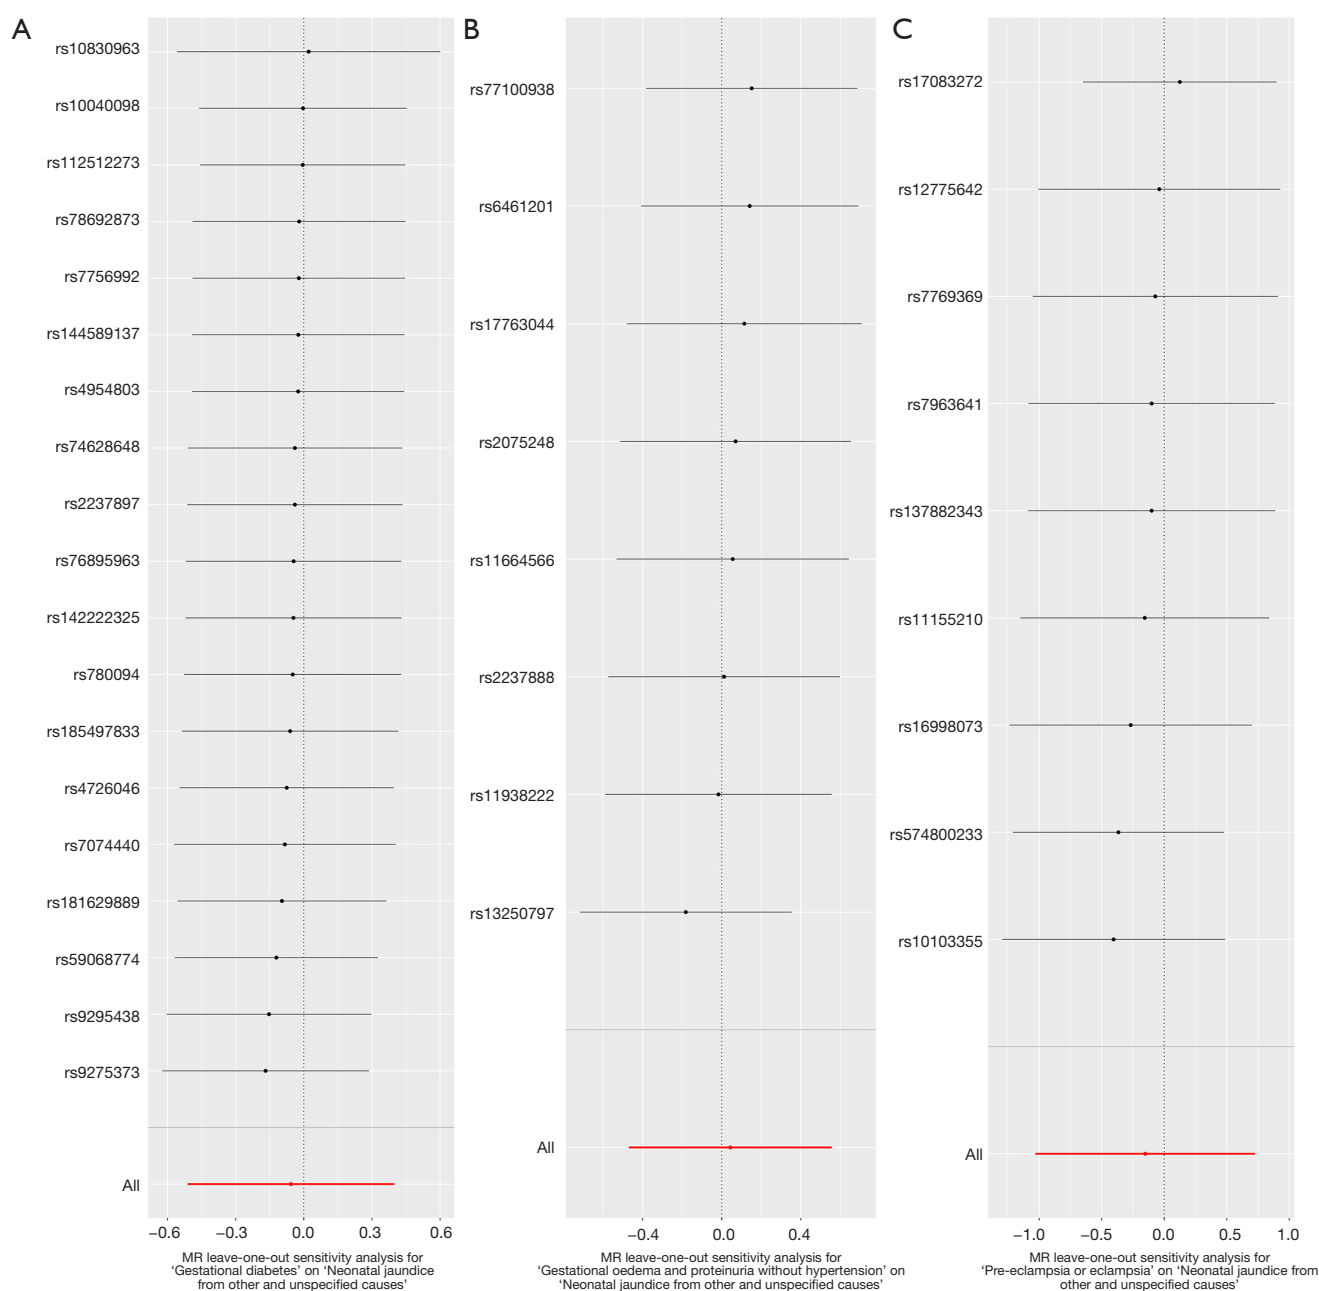 A
rs10830963
rs10040098
rs112512273
rs78692873
rs7756992
rs144589137
rs4954803
rs74628648
rs2237897
rs76895963
rs142222325
rs780094
rs185497833
rs4726046
rs7074440
rs181629889
rs59068774
rs9295438
rs9275373
All
−0.6 −0.3 0.0 0.3 0.6
MR leave-one-out sensitivity analysis for
‘Gestational diabetes’ on ‘Neonatal jaundice
from other and unspecified causes’
B
rs77100938
rs6461201
rs17763044
rs2075248
rs11664566
rs2237888
rs11938222
rs13250797
All
−0.4 0.0 0.4
MR leave-one-out sensitivity analysis for
‘Gestational oedema and proteinuria without hypertension’ on
‘Neonatal jaundice from other and unspecified causes’
C
rs17083272
rs12775642
rs7769369
rs7963641
rs137882343
rs11155210
rs16998073
rs574800233
rs10103355
All
−1.0 −0.5 0.0 0.5 1.0
MR leave-one-out sensitivity analysis for
‘Pre-eclampsia or eclampsia’ on ‘Neonatal jaundice from
other and unspecified causes’